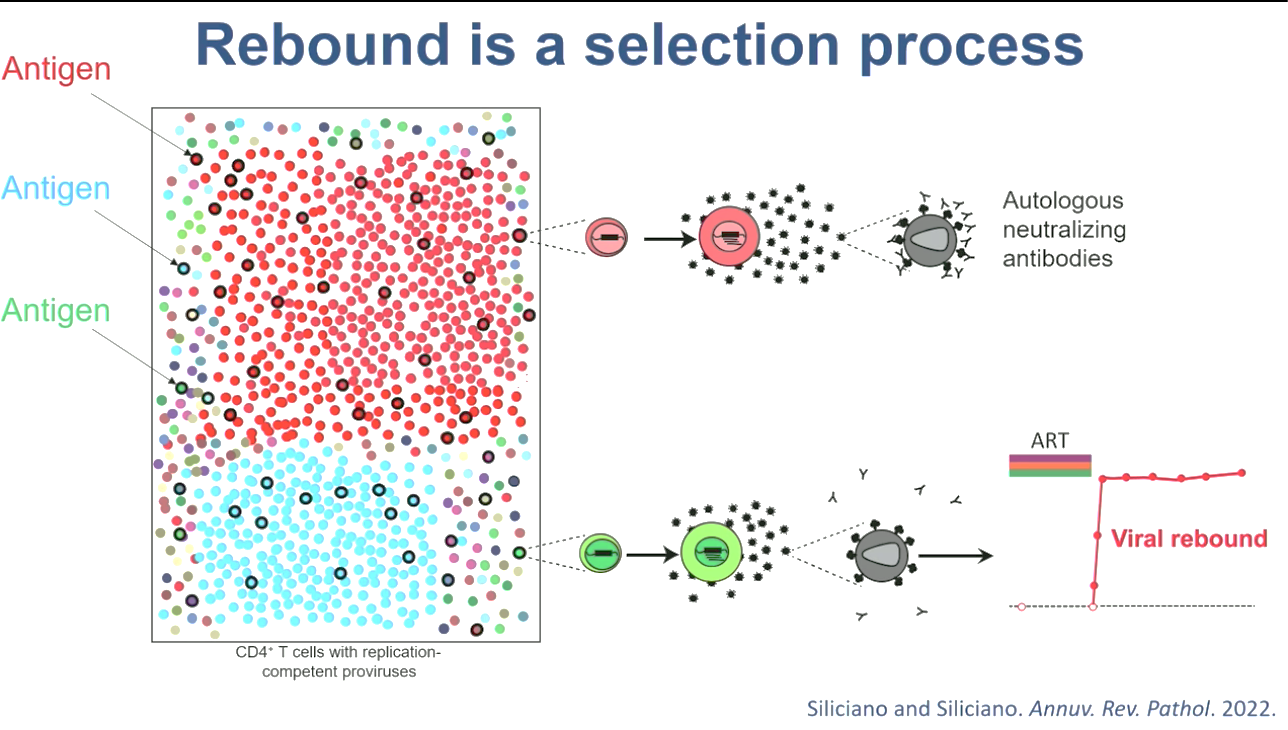 Rebound is a selection process
Antigen
Antigen
Antigen
Autologous
neutralizing
antibodies
ART
Viral rebound
CD4⁺ T cells with replication-
competent proviruses
Siliciano and Siliciano. Annuv. Rev. Pathol. 2022.